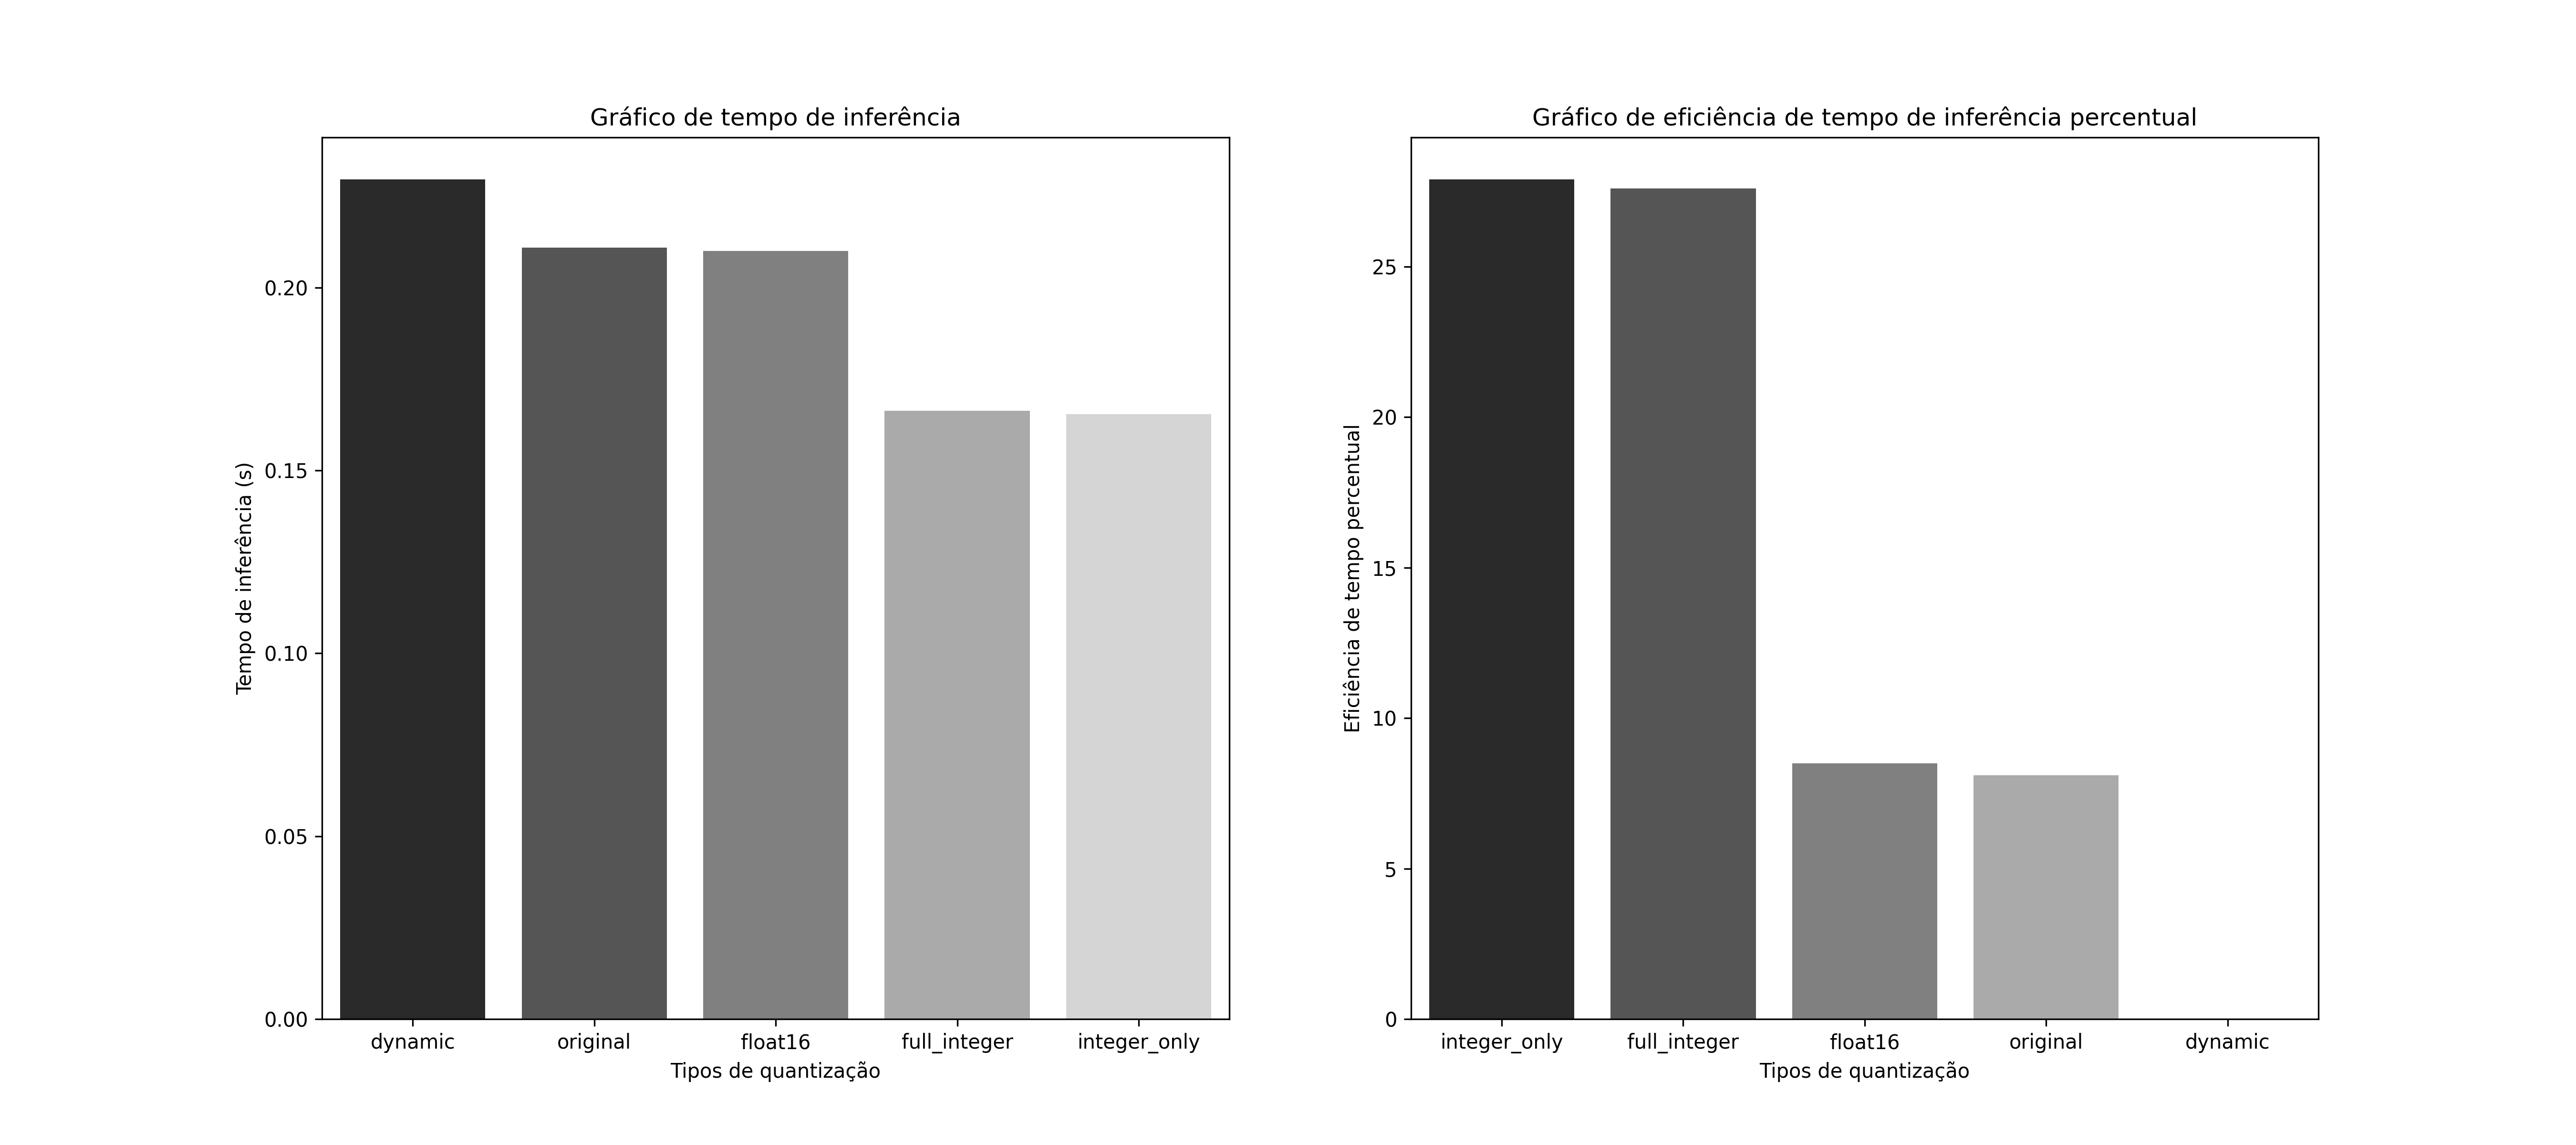 Gráfico de tempo de inferência
Tempo de inferência (s)
0.20
0.15
0.10
0.05
0.00
dynamic original float16 full_integer integer_only
Tipos de quantização
Gráfico de eficiência de tempo de inferência percentual
Eficiência de tempo percentual
25
20
15
10
5
0
integer_only full_integer float16 original dynamic
Tipos de quantização